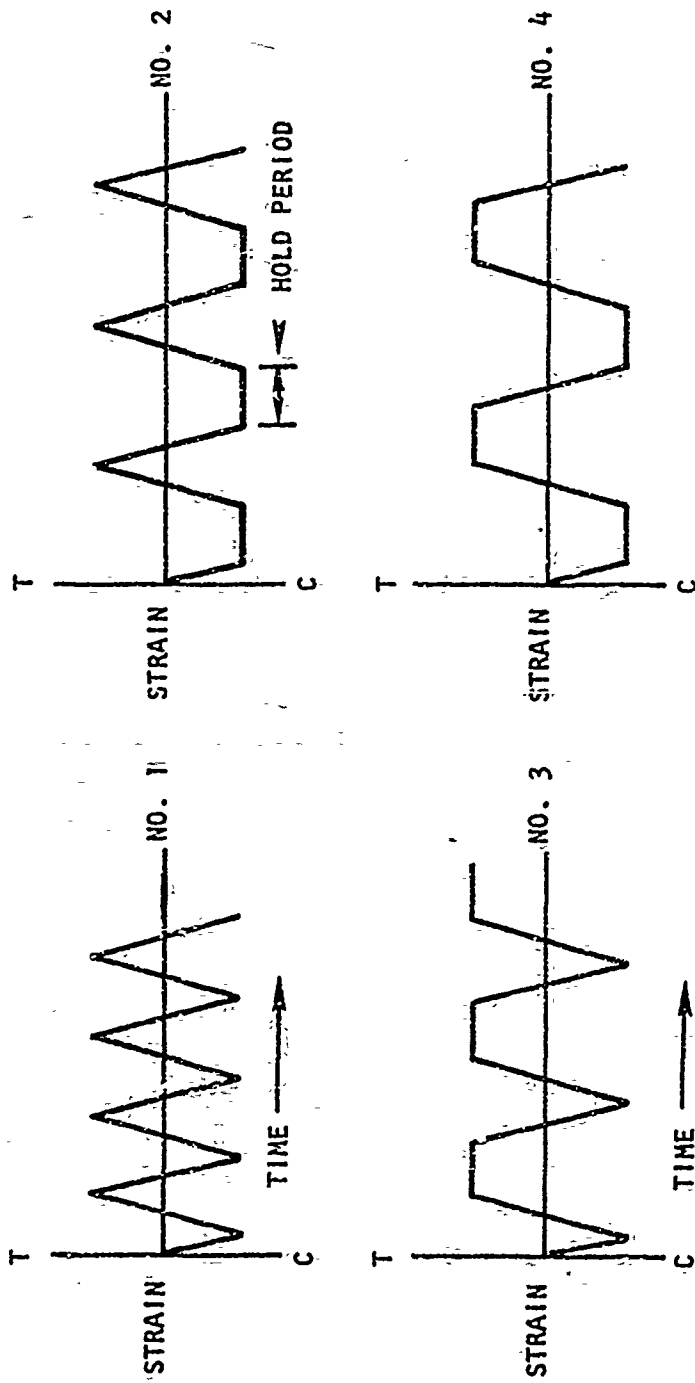 T
STRAIN
C
NO. 1
TIME
T
STRAIN
C
NO. 2
HOLD PERIOD
T
STRAIN
C
NO. 3
TIME
T
STRAIN
C
NO. 4